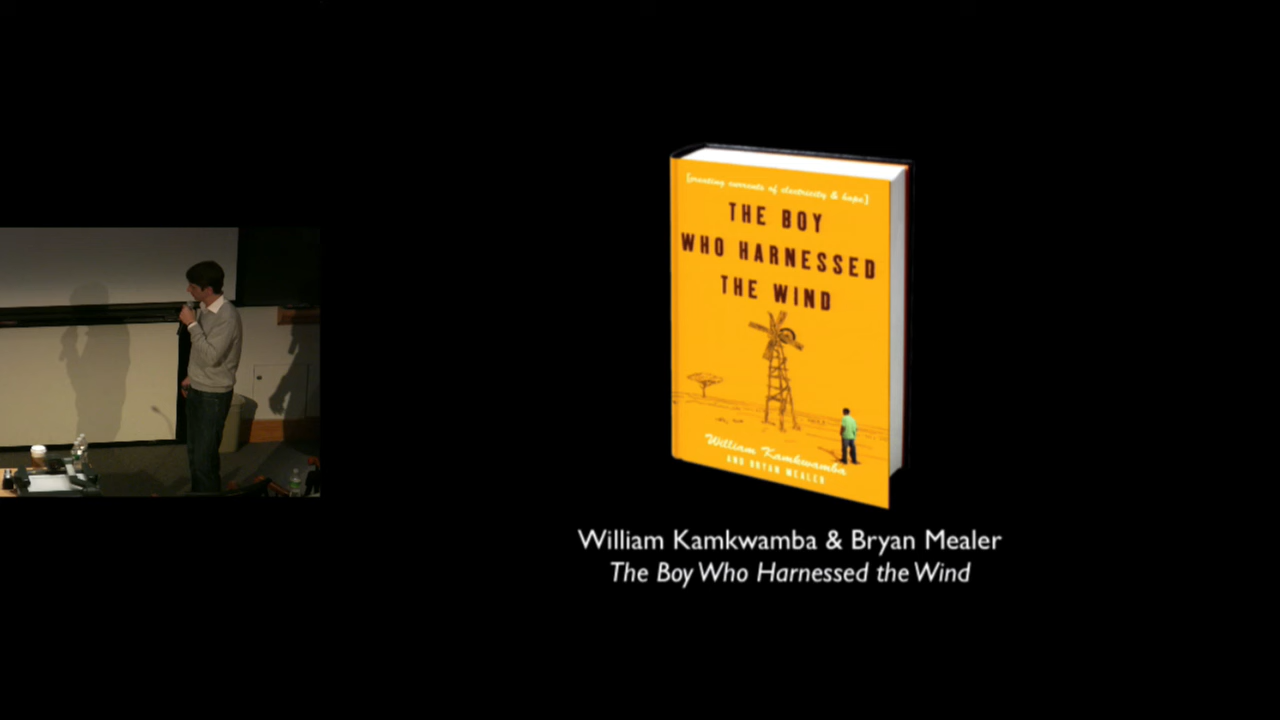 [creating currents of electricity & hope]
THE BOY
WHO HARNESSED
THE WIND
William Kamkwamba
AND BRYAN MEALER
William Kamkwamba & Bryan Mealer
The Boy Who Harnessed the Wind